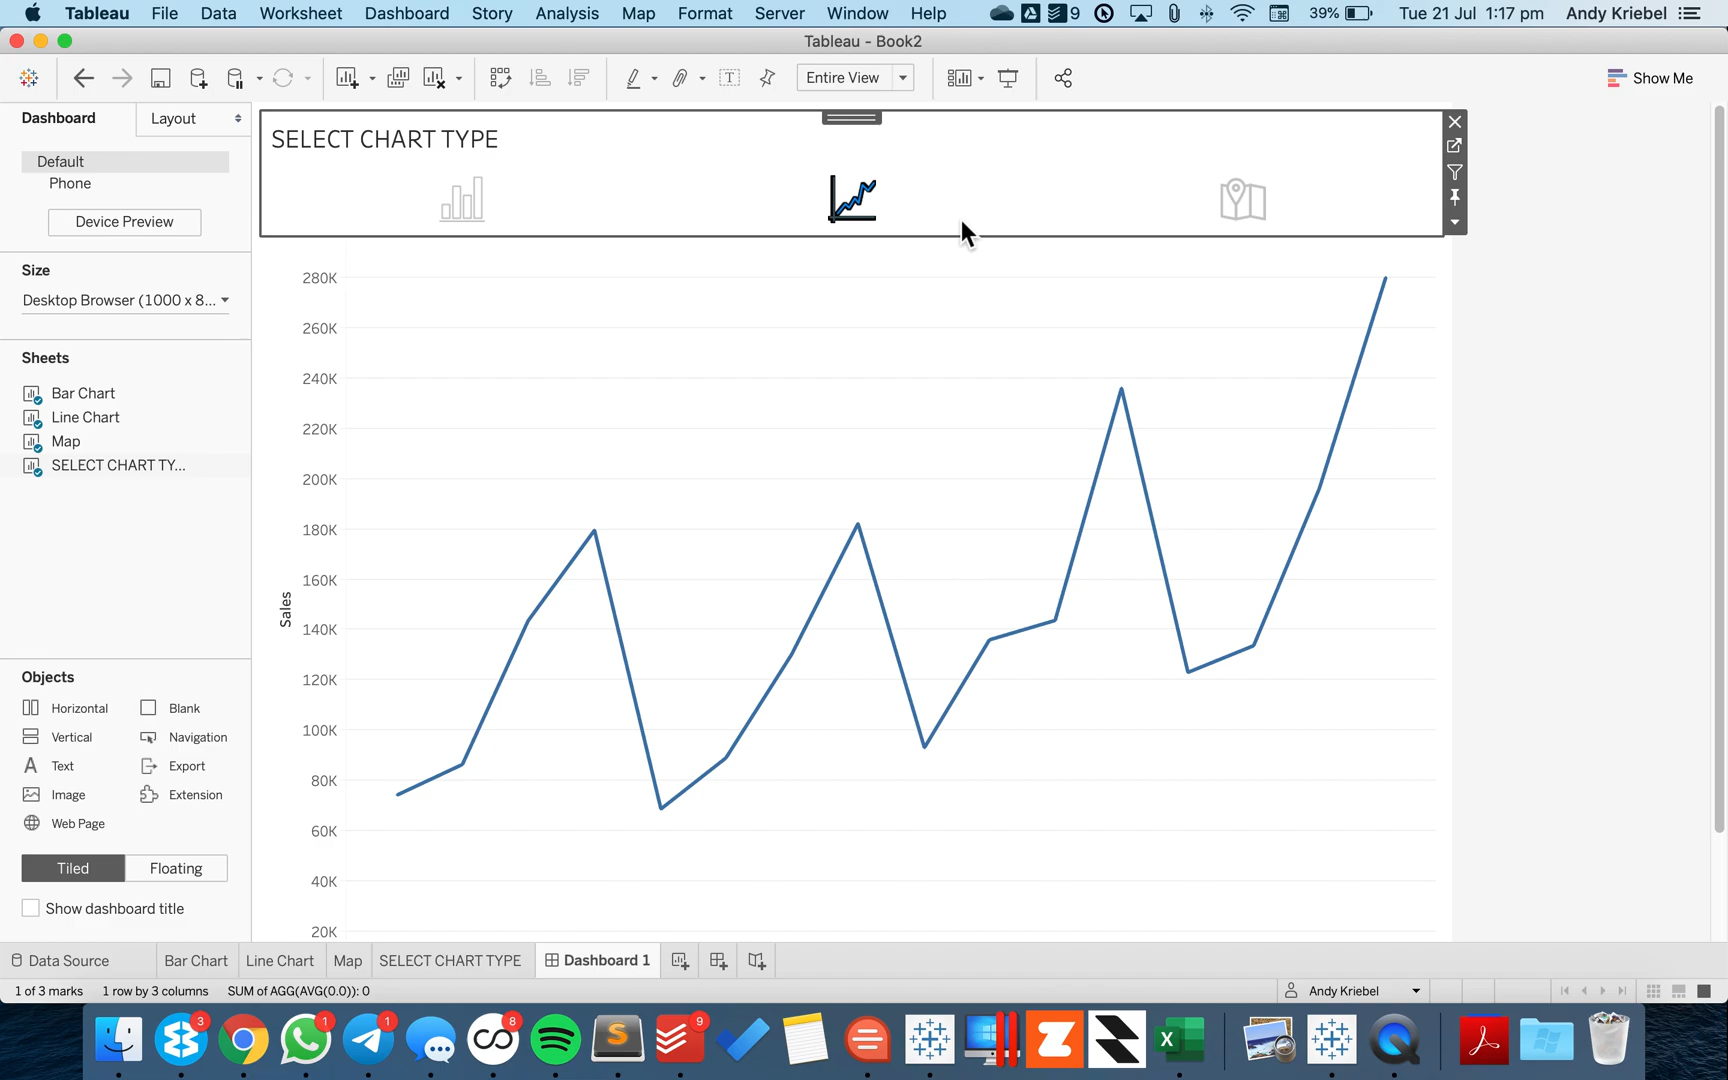 Tableau File Data Worksheet Dashboard Story Analysis Map Format Server Window Help 9 39% Tue 21 Jul 1:17 pm Andy Kriebel
Tableau - Book2
Entire View
Show Me
Dashboard
Layout
Default
Phone
Device Preview
Size
Desktop Browser (1000 x 8...
Sheets
Bar Chart
Line Chart
Map
SELECT CHART TY...
Objects
Horizontal
Blank
Vertical
Navigation
A Text
Export
Image
Extension
Web Page
Tiled
Floating
Show dashboard title
SELECT CHART TYPE
280K
260K
240K
220K
200K
180K
160K
140K
120K
100K
80K
60K
40K
20K
Sales
Data Source Bar Chart Line Chart Map SELECT CHART TYPE Dashboard 1
1 of 3 marks 1 row by 3 columns SUM of AGG(AVG(0.0)): 0 Andy Kriebel
3 1 1 8 S 9 Z X